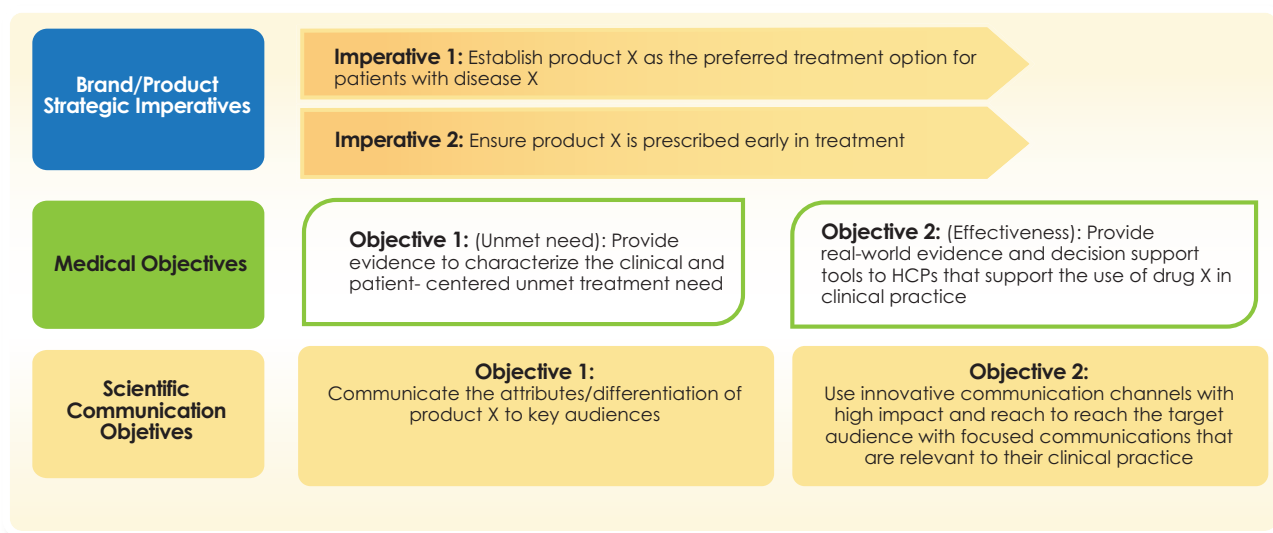 Brand/Product
Strategic Imperatives
Imperative 1: Establish product X as the preferred treatment option for
patients with disease X
Imperative 2: Ensure product X is prescribed early in treatment
Medical Objectives
Objective 1: (Unmet need): Provide
evidence to characterize the clinical and
patient- centered unmet treatment need
Objective 2: (Effectiveness): Provide
real-world evidence and decision support
tools to HCPs that support the use of drug X in
clinical practice
Scientific
Communication
Objetives
Objective 1:
Communicate the attributes/differentiation of
product X to key audiences
Objective 2:
Use innovative communication channels with
high impact and reach to reach the target
audience with focused communications that
are relevant to their clinical practice